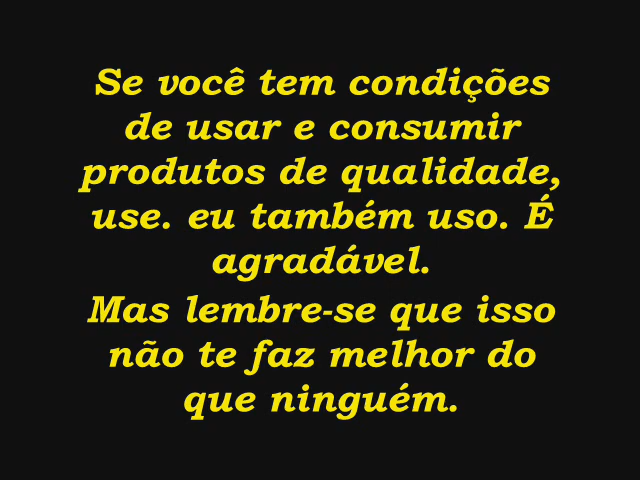 Se você tem condições
de usar e consumir
produtos de qualidade,
use. eu também uso. É
agradável.
Mas lembre-se que isso
não te faz melhor do
que ninguém.